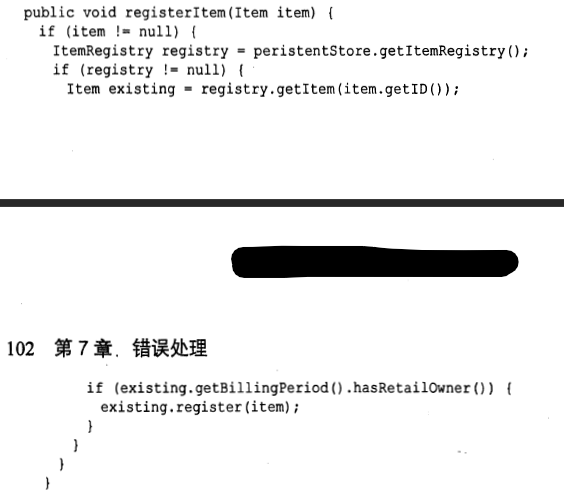 public void registerItem(Item item) {
if (item != null) {
ItemRegistry registry = peristentStore.getItemRegistry();
if (registry != null) {
Item existing = registry.getItem(item.getID());
102 第 7 章 错误处理
if (existing.getBillingPeriod().hasRetailOwner()) {
existing.register(item);
}
}
}
}